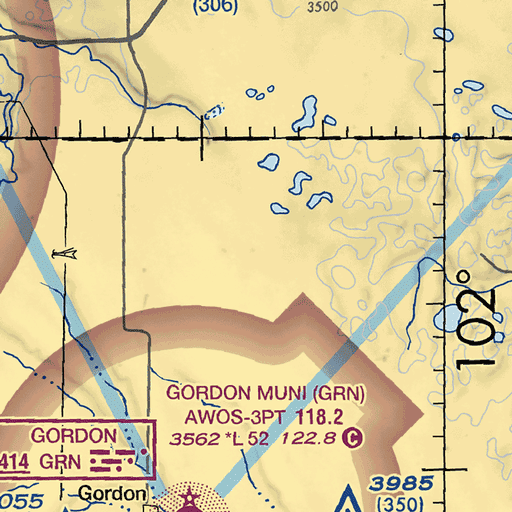 (306)
3500
102°
GORDON MUNI (GRN)
AWOS-3PT 118.2
3562 *L 52 122.8 C
GORDON
414 GRN
055
Gordon
3985
(350)